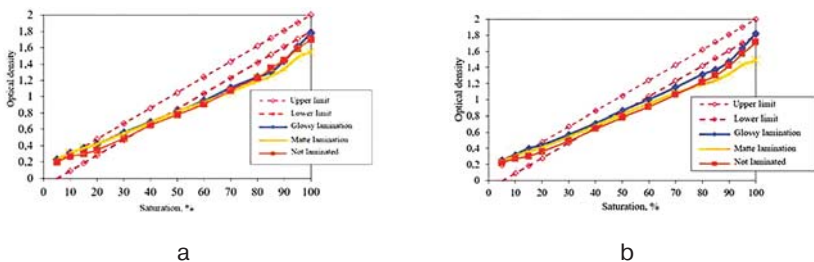 2
1,8
1,6
1,4
1,2
1
0,8
0,6
0,4
0,2
0
Optical density
0 10 20 30 40 50 60 70 80 90 100
Saturation, %
Upper limit
Lower limit
Glossy lamination
Matte lamination
Not laminated
a
2
1,8
1,6
1,4
1,2
1
0,8
0,6
0,4
0,2
0
Optical density
0 10 20 30 40 50 60 70 80 90 100
Saturation, %
Upper limit
Lower limit
Glossy lamination
Matte lamination
Not laminated
b